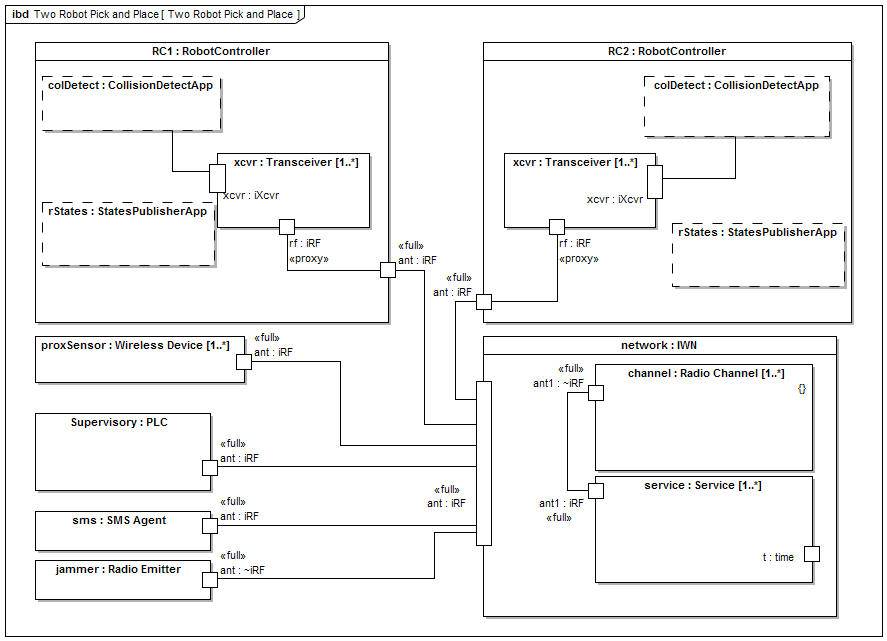 ibd Two Robot Pick and Place [ Two Robot Pick and Place ]
RC1 : RobotController
colDetect : CollisionDetectApp
xcvr : Transceiver [1..*]
xcvr : iXcvr
rStates : StatesPublisherApp
rf : iRF
«proxy»
«full»
ant : iRF
RC2 : RobotController
colDetect : CollisionDetectApp
xcvr : Transceiver [1..*]
xcvr : iXcvr
rStates : StatesPublisherApp
rf : iRF
«proxy»
«full»
ant : iRF
proxSensor : Wireless Device [1..*]
«full»
ant : iRF
Supervisory : PLC
«full»
ant : iRF
sms : SMS Agent
«full»
ant : iRF
jammer : Radio Emitter
«full»
ant : ~iRF
network : IWN
«full»
ant : iRF
channel : Radio Channel [1..*]
{}
«full»
ant1 : ~iRF
service : Service [1..*]
ant1 : iRF
«full»
t : time